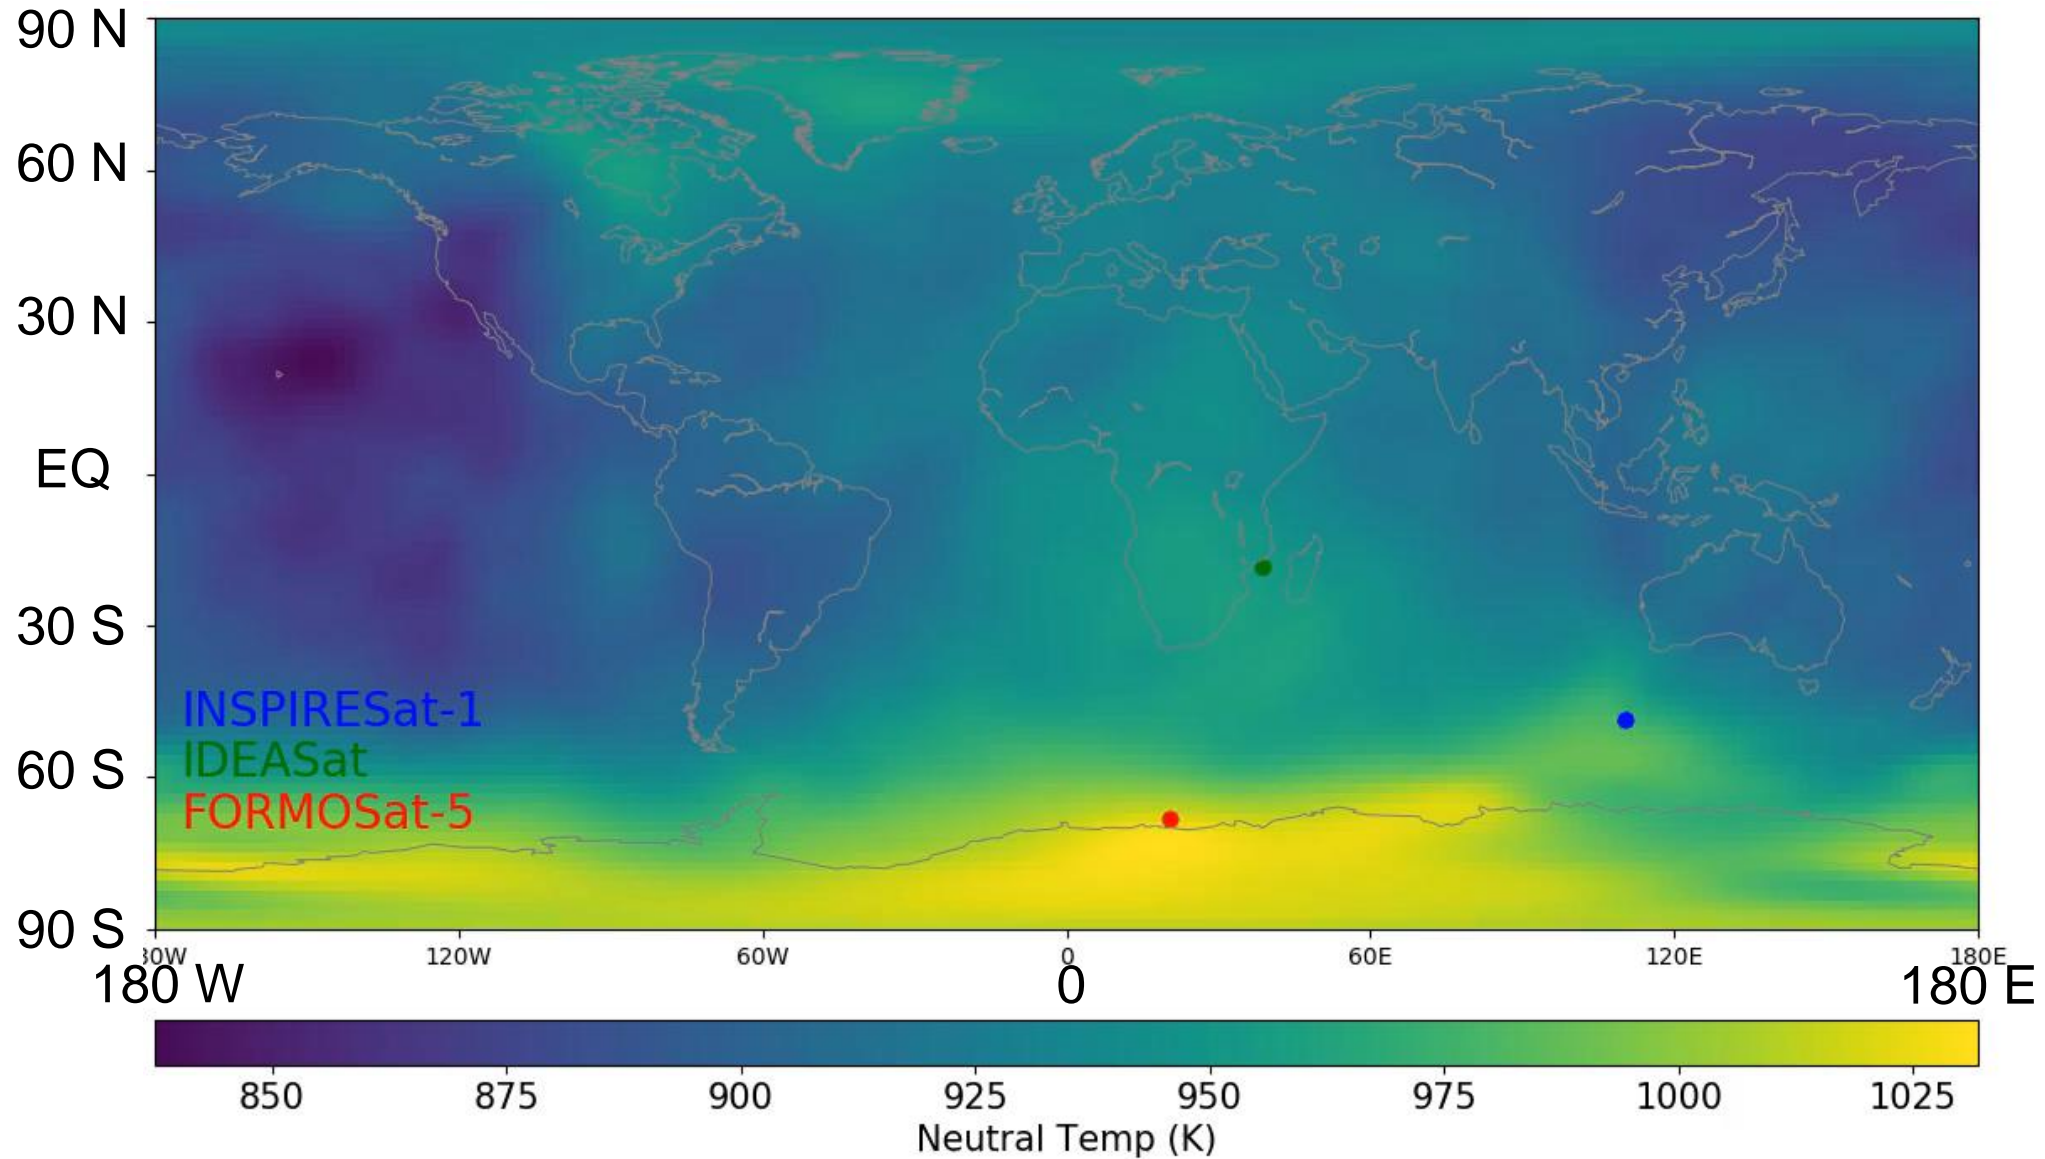 90 N
60 N
30 N
EQ
30 S
INSPIRESat-1
IDEASat
60 S
FORMOSat-5
90 S
30W 120W 60W 0 60E 120E 180E
180 W 0 180 E
850 875 900 925 950 975 1000 1025
Neutral Temp (K)